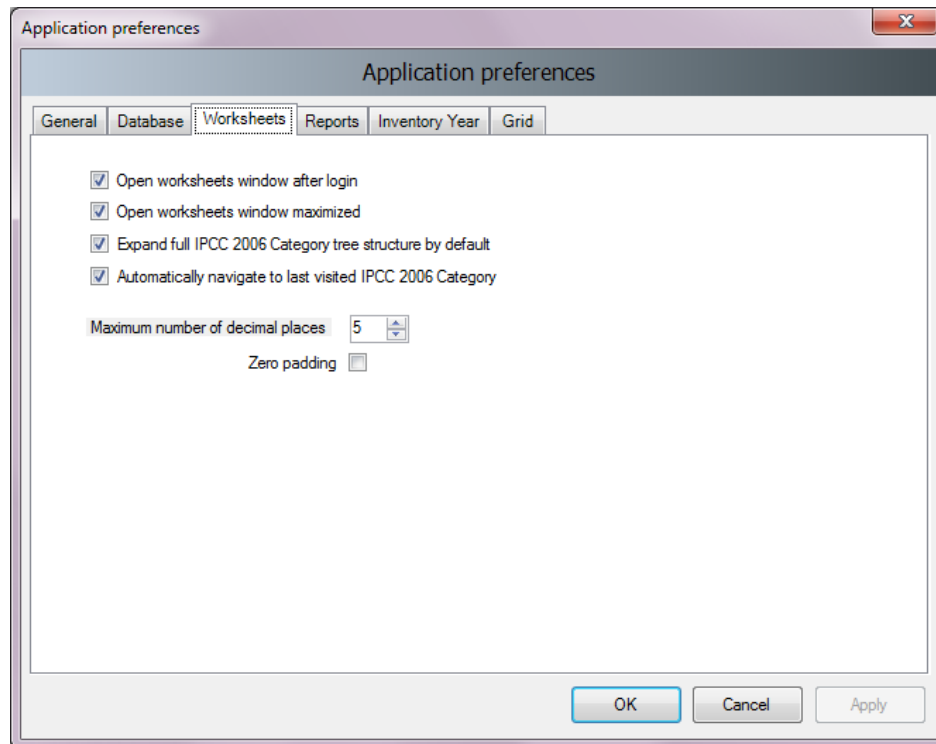 Application preferences
Application preferences
General Database Worksheets Reports Inventory Year Grid
Open worksheets window after login
Open worksheets window maximized
Expand full IPCC 2006 Category tree structure by default
Automatically navigate to last visited IPCC 2006 Category
Maximum number of decimal places 5
Zero padding
OK Cancel Apply